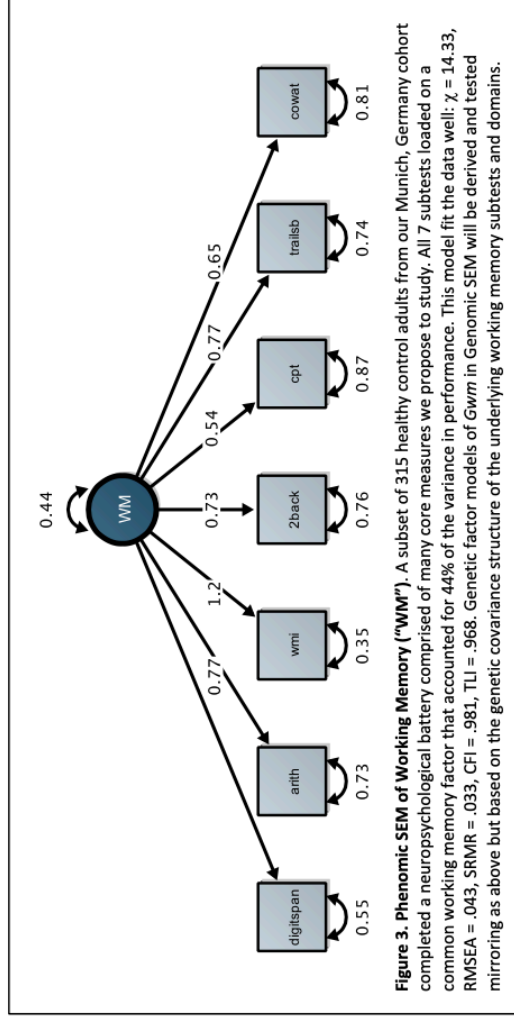 0.44
WM
0.77
1.2
0.73
0.54
0.77
0.65
digitspan
arith
wmi
2back
cpt
trailsb
cowat
0.55
0.73
0.35
0.76
0.87
0.74
0.81
Figure 3. Phenomic SEM of Working Memory (“WM”). A subset of 315 healthy control adults from our Munich, Germany cohort
completed a neuropsychological battery comprised of many core measures we propose to study. All 7 subtests loaded on a
common working memory factor that accounted for 44% of the variance in performance. This model fit the data well: χ = 14.33,
RMSEA = .043, SRMR = .033, CFI = .981, TLI = .968. Genetic factor models of Gwm in Genomic SEM will be derived and tested
mirroring as above but based on the genetic covariance structure of the underlying working memory subtests and domains.